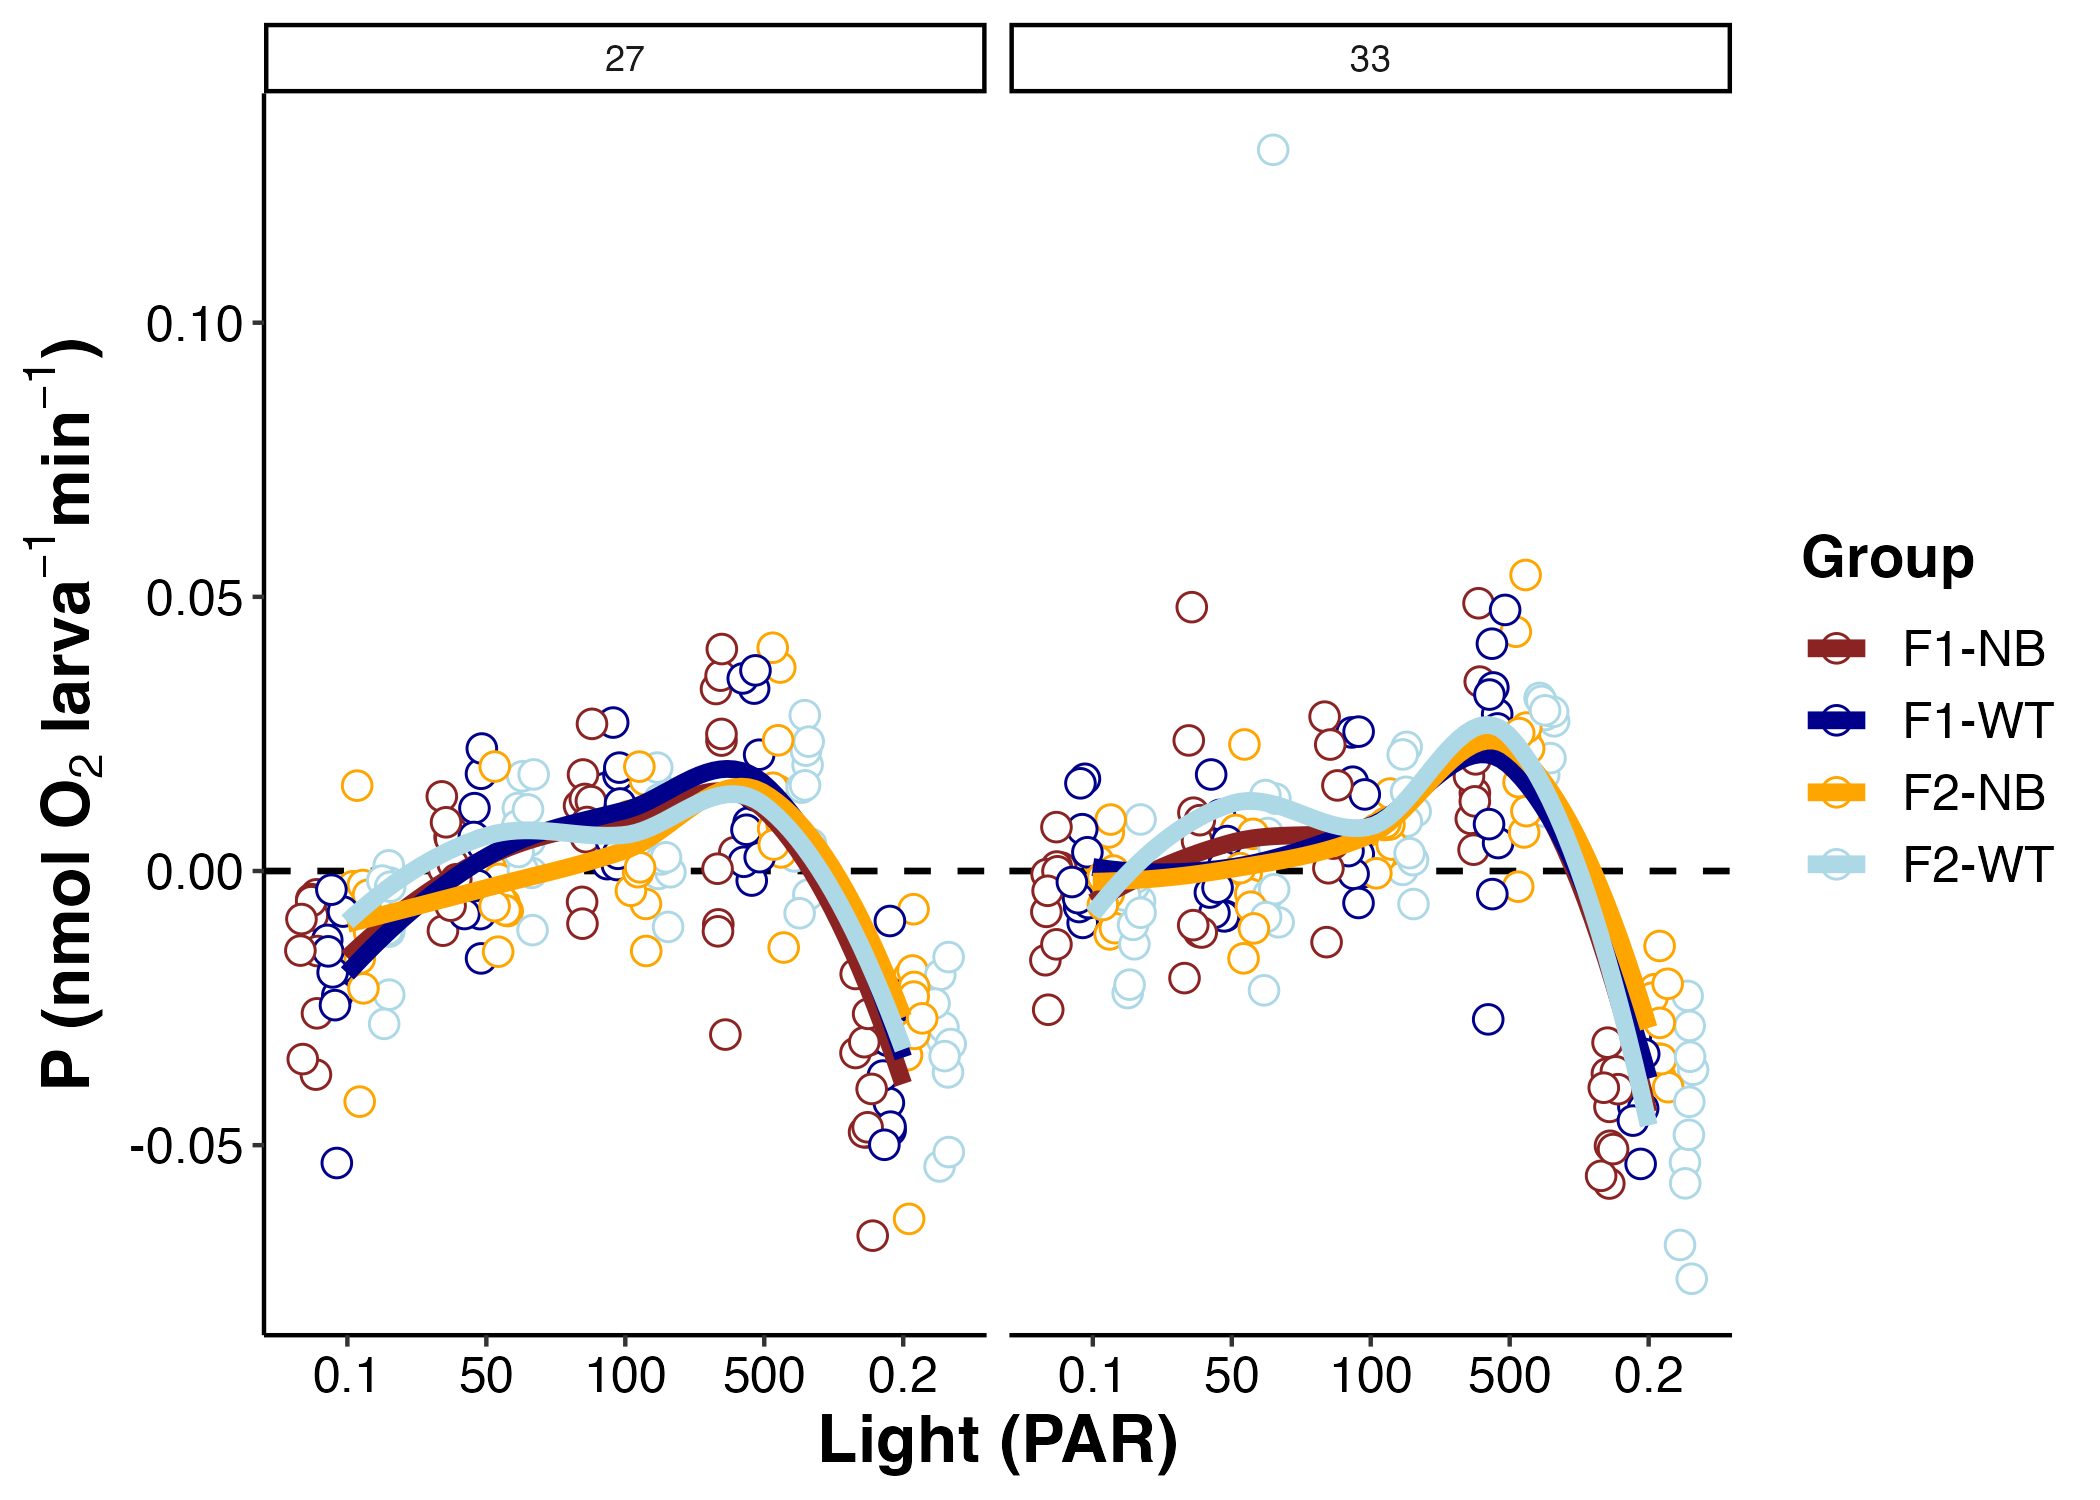 27
33
P (nmol O₂ larva⁻¹min⁻¹)
0.10
0.05
0.00
-0.05
0.1 50 100 500 0.2
0.1 50 100 500 0.2
Light (PAR)
Group
F1-NB
F1-WT
F2-NB
F2-WT